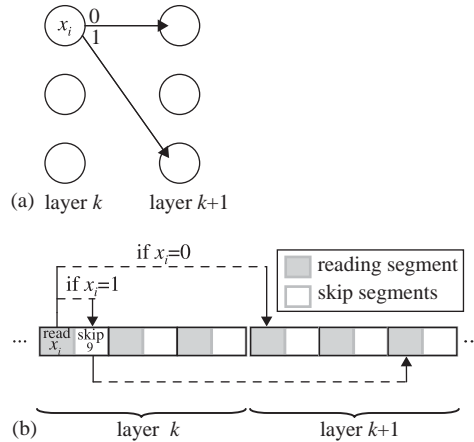 x_i 0
1
(a) layer k layer k+1
if x_i=0
if x_i=1
reading segment
skip segments
... read x_i skip 9 ..
(b) layer k layer k+1